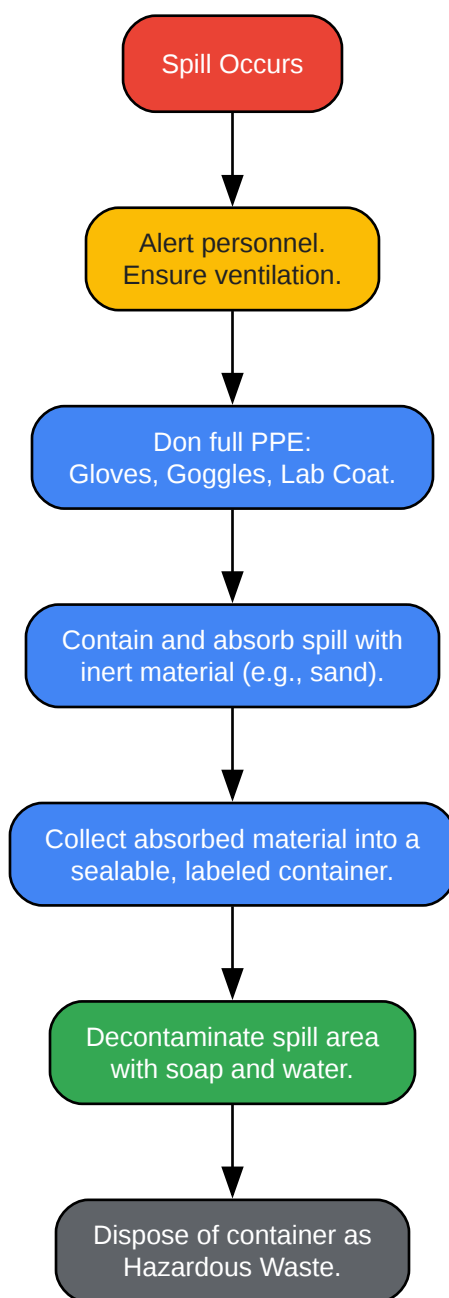 Spill Occurs
Alert personnel.
Ensure ventilation.
Don full PPE:
Gloves, Goggles, Lab Coat.
Contain and absorb spill with
inert material (e.g., sand).
Collect absorbed material into a
sealable, labeled container.
Decontaminate spill area
with soap and water.
Dispose of container as
Hazardous Waste.